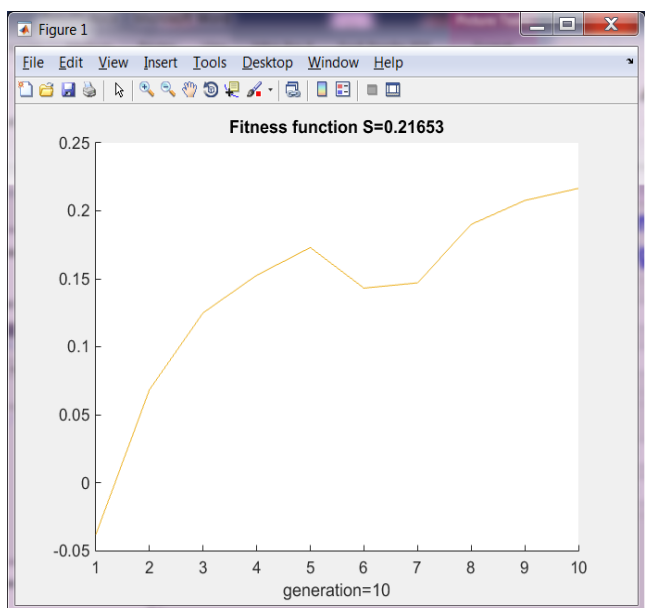 Figure 1
File Edit View Insert Tools Desktop Window Help
Fitness function S=0.21653
0.25
0.2
0.15
0.1
0.05
0
-0.05
1 2 3 4 5 6 7 8 9 10
generation=10